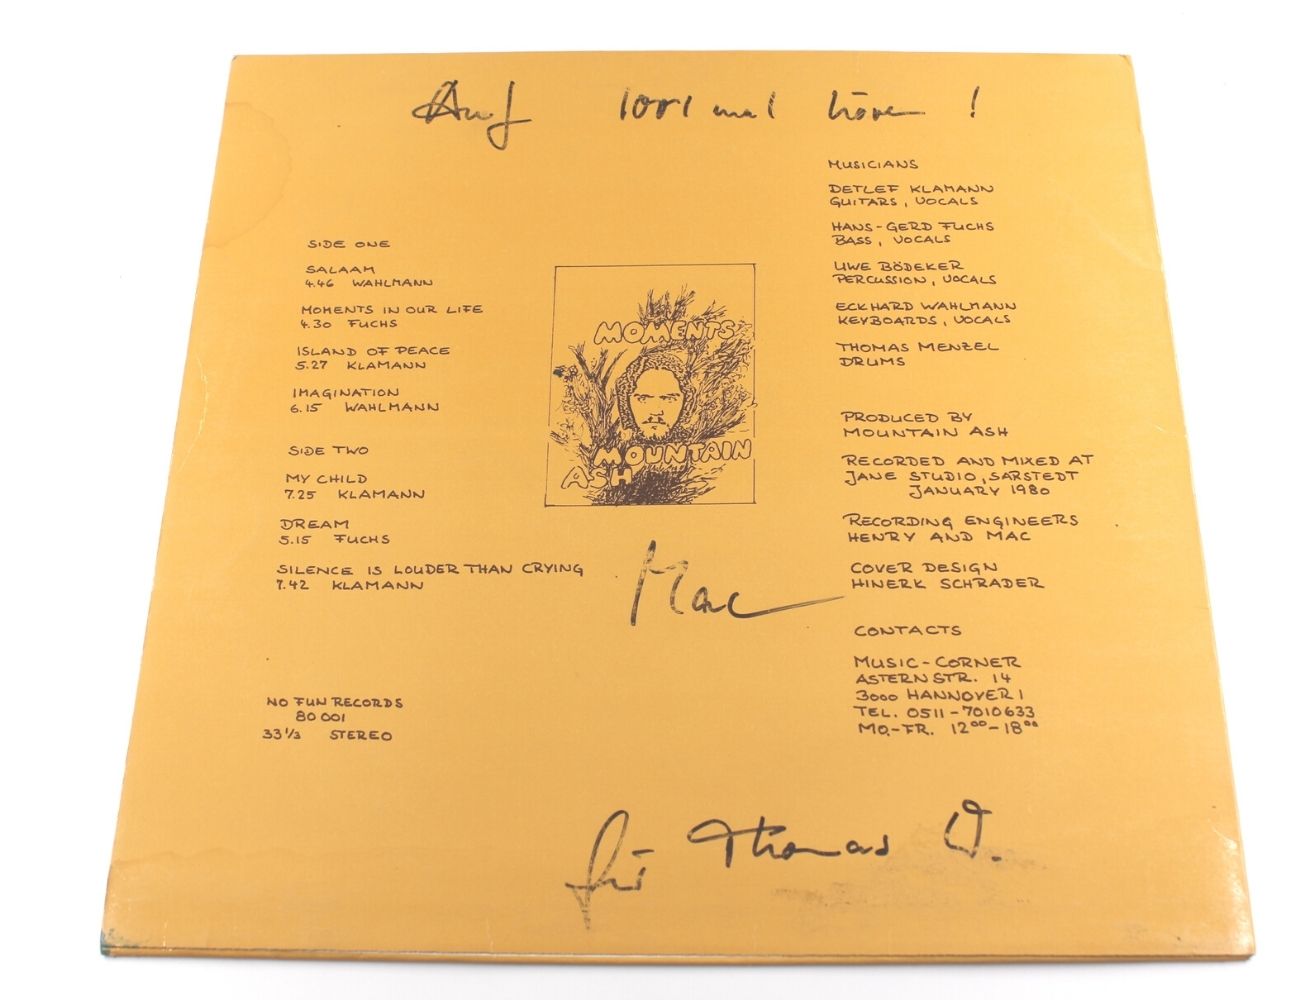 Auf 1001 mal höre !
SIDE ONE
SALAAM
4.46 WAHLMANN
MOMENTS IN OUR LIFE
4.30 FUCHS
ISLAND OF PEACE
5.27 KLAMANN
IMAGINATION
6.15 WAHLMANN
SIDE TWO
MY CHILD
7.25 KLAMANN
DREAM
5.15 FUCHS
SILENCE IS LOUDER THAN CRYING
7.42 KLAMANN
NO FUN RECORDS
80 001
33 1/3 STEREO
MOMENTS
MOUNTAIN
ASH
Mac
MUSICIANS
DETLEF KLAMANN
GUITARS, VOCALS
HANS-GERD FUCHS
BASS, VOCALS
UWE BÖDEKER
PERCUSSION, VOCALS
ECKHARD WAHLMANN
KEYBOARDS, VOCALS
THOMAS MENZEL
DRUMS
PRODUCED BY
MOUNTAIN ASH
RECORDED AND MIXED AT
JANE STUDIO, SARSTEDT
JANUARY 1980
RECORDING ENGINEERS
HENRY AND MAC
COVER DESIGN
HINERK SCHRADER
CONTACTS
MUSIC-CORNER
ASTERNSTR. 14
3000 HANNOVER 1
TEL. 0511-7010633
MO.-FR. 12⁰⁰-18⁰⁰
für Thomas W.